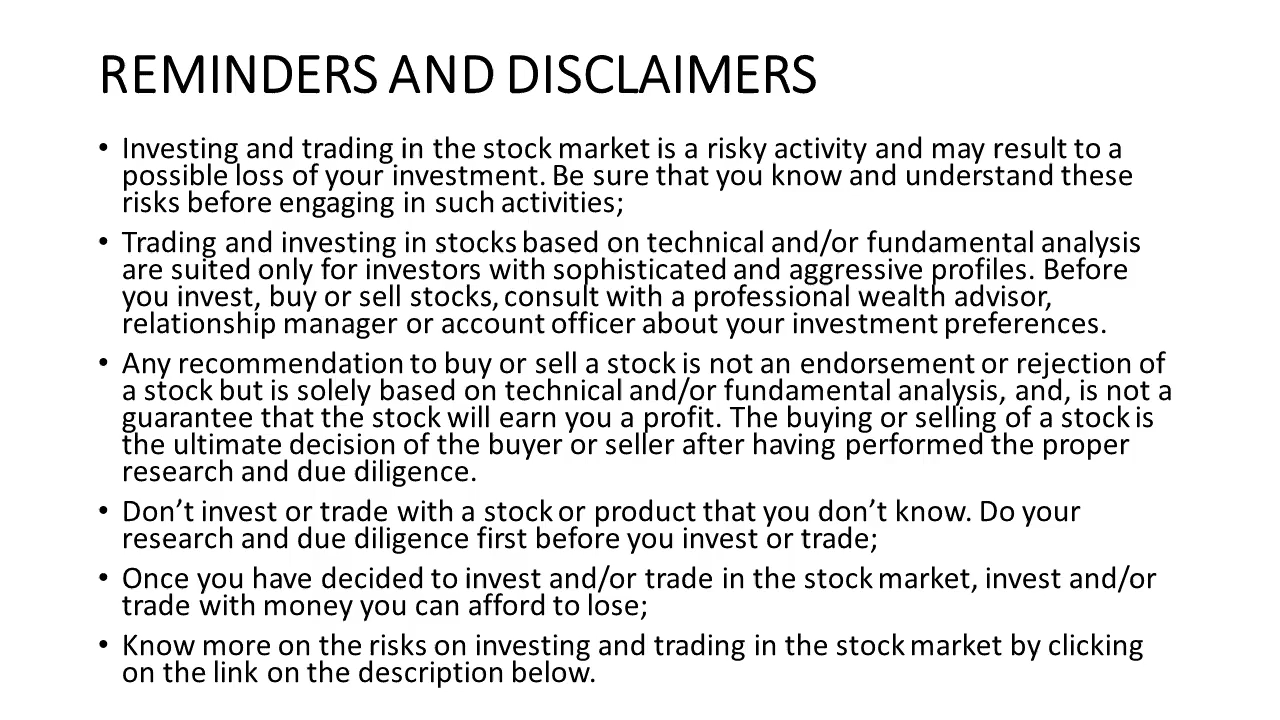 REMINDERS AND DISCLAIMERS
• Investing and trading in the stock market is a risky activity and may result to a
possible loss of your investment. Be sure that you know and understand these
risks before engaging in such activities;
• Trading and investing in stocks based on technical and/or fundamental analysis
are suited only for investors with sophisticated and aggressive profiles. Before
you invest, buy or sell stocks, consult with a professional wealth advisor,
relationship manager or account officer about your investment preferences.
• Any recommendation to buy or sell a stock is not an endorsement or rejection of
a stock but is solely based on technical and/or fundamental analysis, and, is not a
guarantee that the stock will earn you a profit. The buying or selling of a stock is
the ultimate decision of the buyer or seller after having performed the proper
research and due diligence.
• Don’t invest or trade with a stock or product that you don’t know. Do your
research and due diligence first before you invest or trade;
• Once you have decided to invest and/or trade in the stock market, invest and/or
trade with money you can afford to lose;
• Know more on the risks on investing and trading in the stock market by clicking
on the link on the description below.